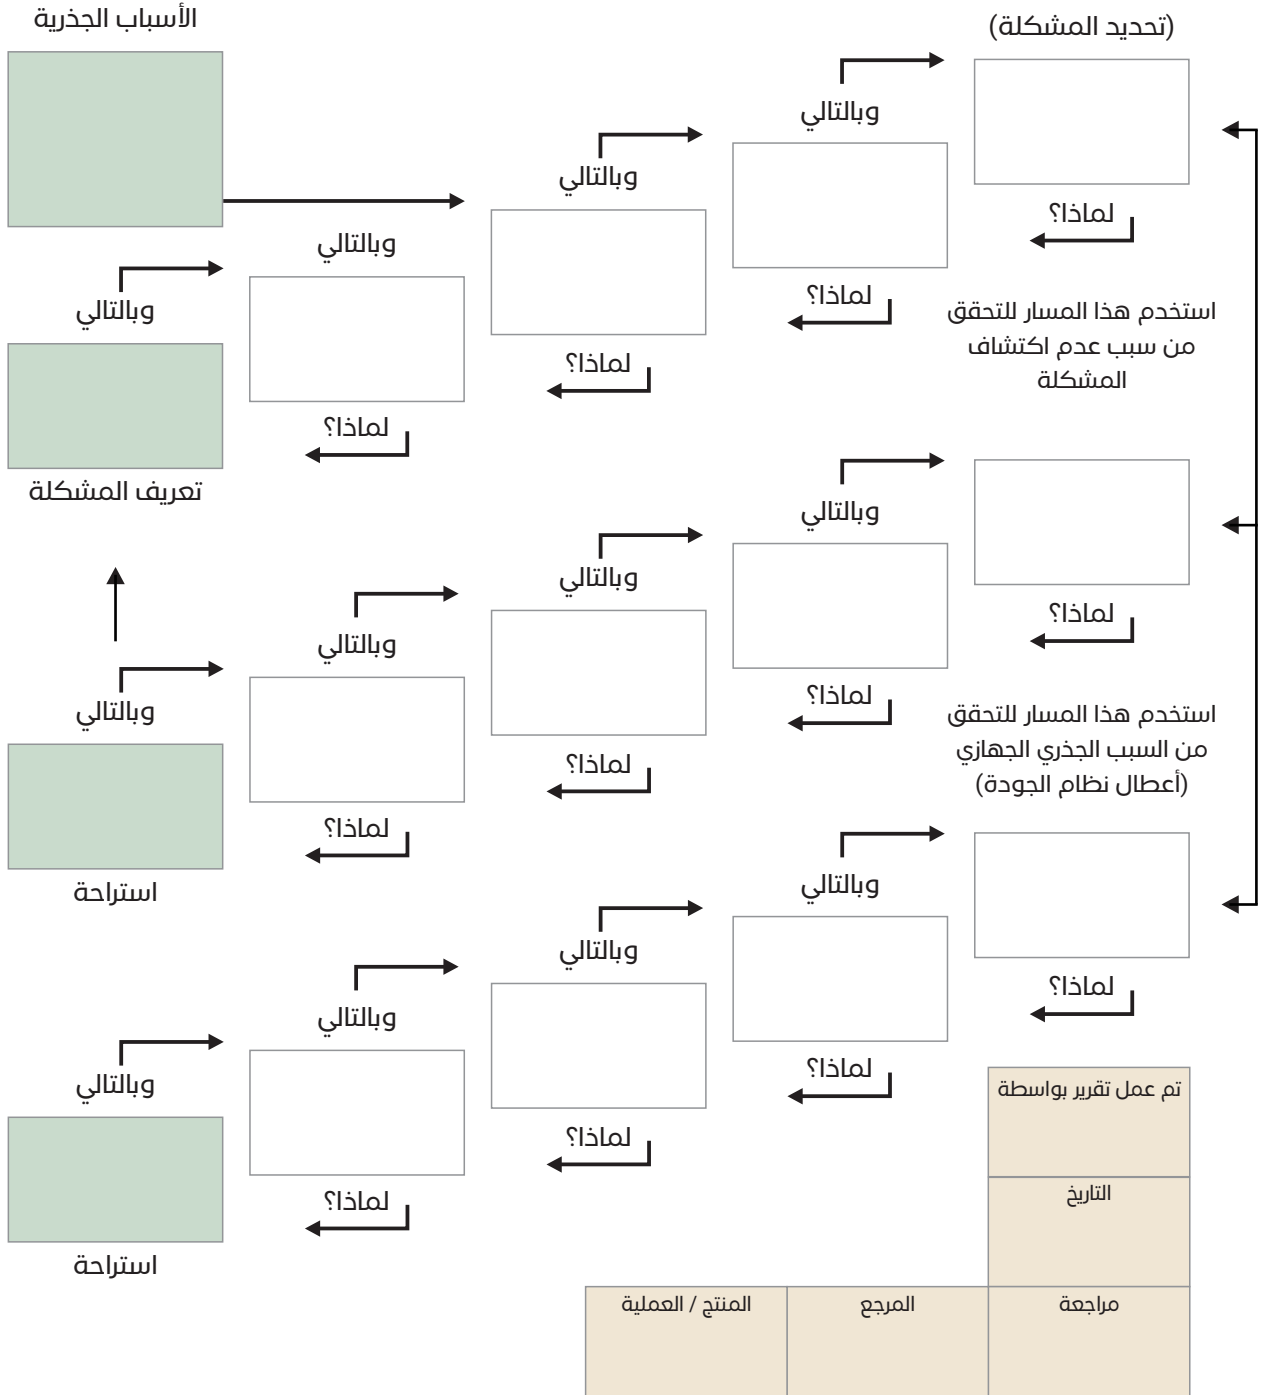 (تحديد المشكلة)
الأسباب الجذرية
وبالتالي
وبالتالي
لماذا؟
وبالتالي
لماذا؟
وبالتالي
استخدم هذا المسار للتحقق
من سبب عدم اكتشاف
المشكلة
لماذا؟
لماذا؟
تعريف المشكلة
وبالتالي
وبالتالي
لماذا؟
وبالتالي
لماذا؟
وبالتالي
استخدم هذا المسار للتحقق
من السبب الجذري الجهازي
(أعطال نظام الجودة)
لماذا؟
لماذا؟
استراحة
وبالتالي
وبالتالي
لماذا؟
وبالتالي
لماذا؟
وبالتالي
لماذا؟
لماذا؟
استراحة
تم عمل تقرير بواسطة
التاريخ
مراجعة
المرجع
المنتج / العملية